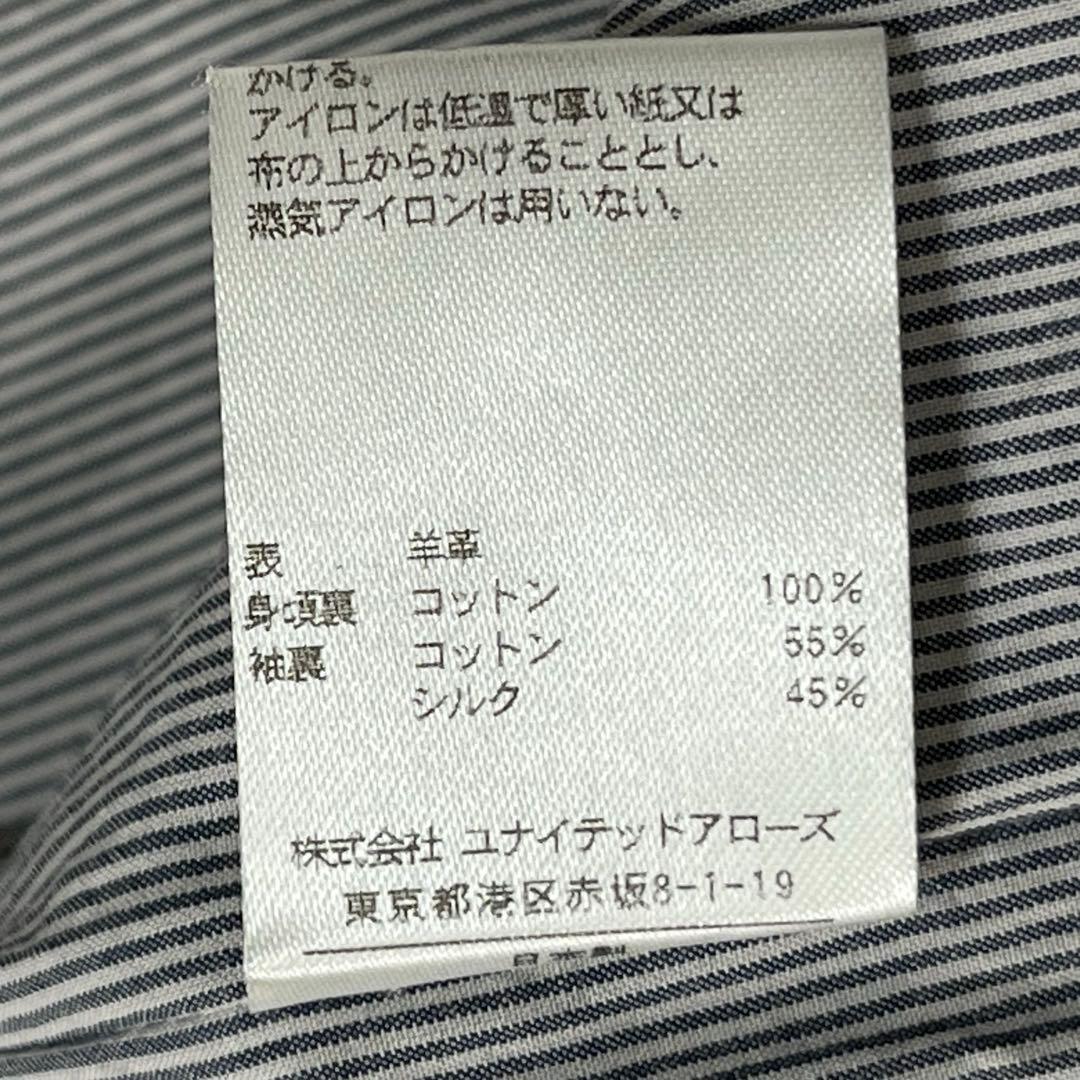 かける。
アイロンは低温で厚い紙又は
布の上からかけることとし、
蒸気アイロンは用いない。
表 羊革
身頃裏 コットン 100%
袖裏 コットン 55%
シルク 45%
株式会社 ユナイテッドアローズ
東京都港区赤坂8-1-19